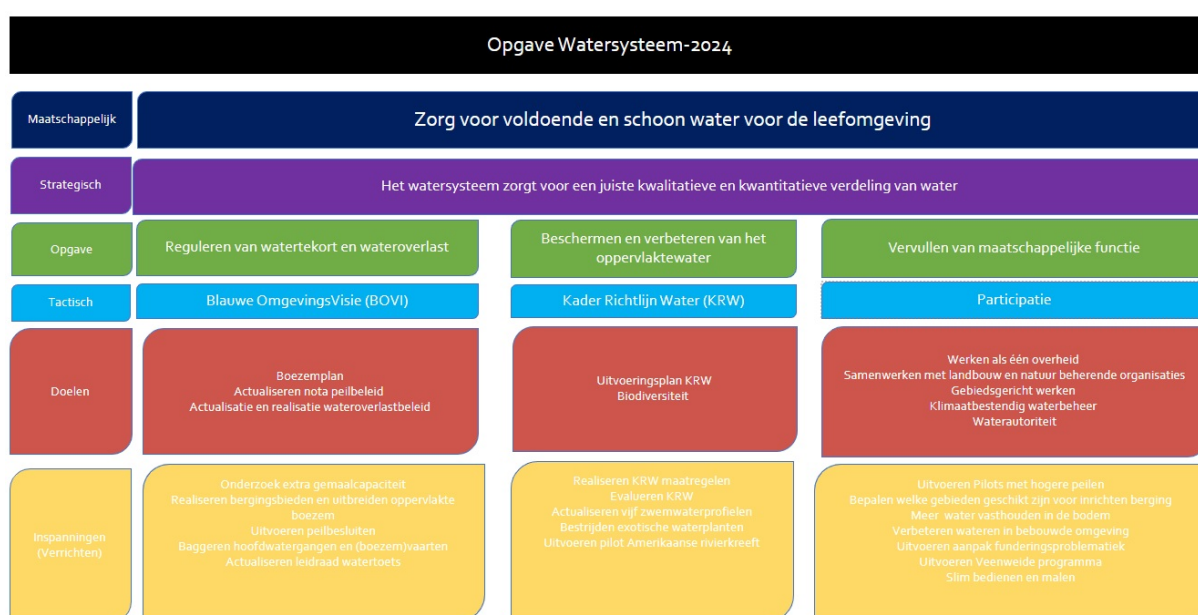 Opgave Watersysteem-2024
Maatschappelijk
Zorg voor voldoende en schoon water voor de leefomgeving
Strategisch
Het watersysteem zorgt voor een juiste kwalitatieve en kwantitatieve verdeling van water
Opgave
Reguleren van watertekort en wateroverlast
Beschermen en verbeteren van het
oppervlaktewater
Vervullen van maatschappelijke functie
Tactisch
Blauwe OmgevingsVisie (BOVI)
Kader Richtlijn Water (KRW)
Participatie
Doelen
Boezemplan
Actualiseren nota peilbeleid
Actualisatie en realisatie wateroverlastbeleid
Uitvoeringsplan KRW
Biodiversiteit
Werken als één overheid
Samenwerken met landbouw en natuur beherende organisaties
Gebiedsgericht werken
Klimaatbestendig waterbeheer
Waterautoriteit
Inspanningen
(Verrichten)
Onderzoek extra gemaalcapaciteit
Realiseren bergingsbieden en uitbreiden oppervlakte
boezem
Uitvoeren peilbesluiten
Baggeren hoofdwatergangen en (boezem)vaarten
Actualiseren leidraad watertoets
Realiseren KRW maatregelen
Evalueren KRW
Actualiseren vijf zwemwaterprofielen
Bestrijden exotische waterplanten
Uitvoeren pilot Amerikaanse rivierkreeft
Uitvoeren Pilots met hogere peilen
Bepalen welke gebieden geschikt zijn voor inrichten berging
Meer water vasthouden in de bodem
Verbeteren wateren in bebouwde omgeving
Uitvoeren aanpak funderingsproblematiek
Uitvoeren Veenweide programma
Slim bedienen en malen